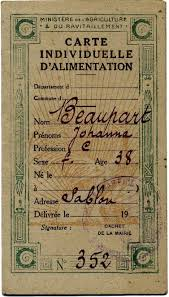 MINISTÈRE DE L'AGRICULTURE
& DU RAVITAILLEMENT
CARTE
INDIVIDUELLE
D'ALIMENTATION
Département d
Commune d
Nom Beauhart
Prénoms Johanna
Profession C
Sexe f. Age 38.
Né le
à
Adresse Sablon
Délivrée le 19
Signature: CACHET
DE LA MAIRIE
N° 352